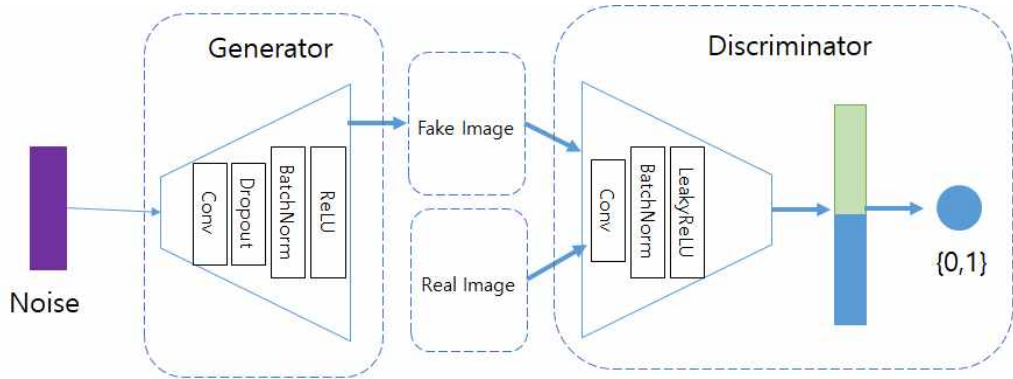 Generator
Discriminator
Noise
Conv
Dropout
BatchNorm
ReLU
Fake Image
Real Image
Conv
BatchNorm
LeakyReLU
{0,1}